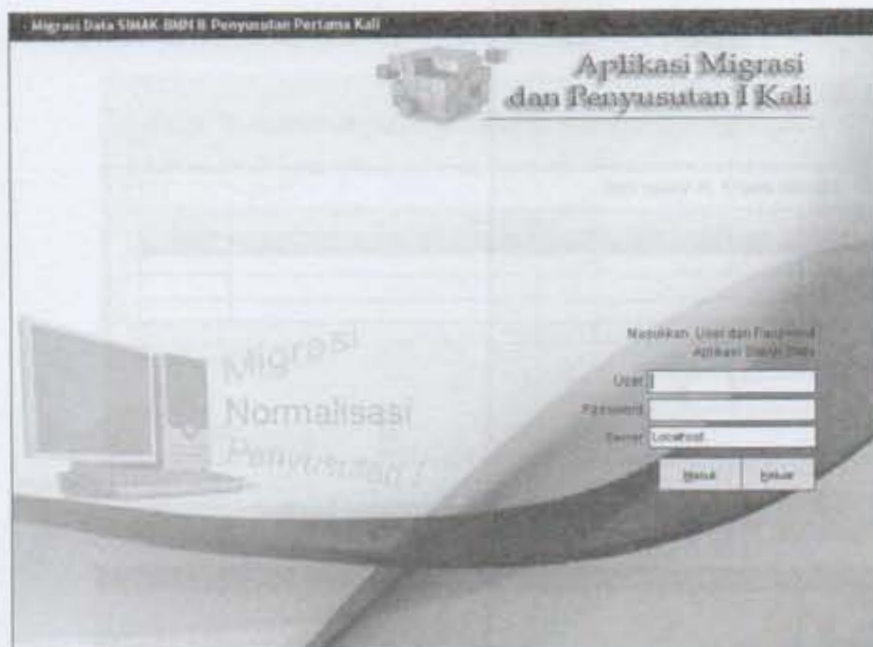 Migrasi Data SIMAK-BMN & Penyusutan Pertama Kali
Aplikasi Migrasi
dan Penyusutan I Kali
Migrasi
Normalisasi
Penyusutan !
Masukkan User dan Password
Aplikasi
User
Password
Server Localhost
Masuk Keluar